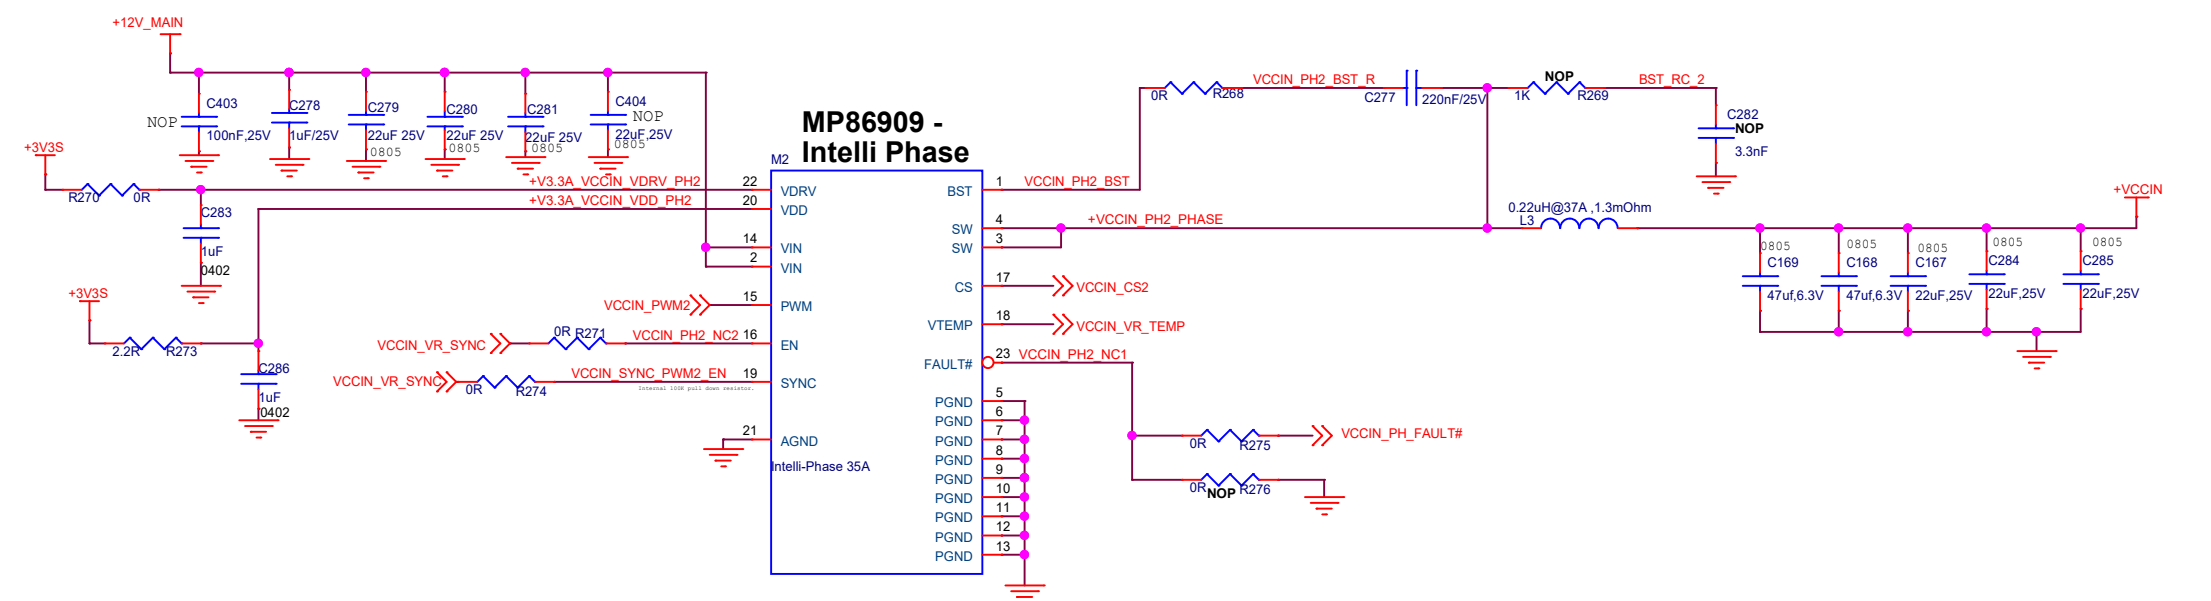 +12V_MAIN
C403
NOP
100nF,25V
C278
1uF/25V
C279
22uF 25V
0805
C280
22uF 25V
0805
C281
22uF 25V
0805
C404
NOP
22uF,25V
0805
MP86909 -
Intelli Phase
M2
+3V3S
R270
0R
+V3.3A_VCCIN_VDRV_PH2
22
VDRV
+V3.3A_VCCIN_VDD_PH2
20
VDD
C283
1uF
0402
14
VIN
2
VIN
+3V3S
2.2R
R273
C286
1uF
0402
VCCIN_PWM2
15
PWM
VCCIN_VR_SYNC
0R
R271
VCCIN_PH2_NC2
16
EN
VCCIN_VR_SYNC
0R
R274
VCCIN_SYNC_PWM2_EN
Internal 100K pull down resistor.
19
SYNC
21
AGND
Intelli-Phase 35A
BST
1
VCCIN_PH2_BST
0R
R268
VCCIN_PH2_BST_R
C277
220nF/25V
NOP
1K
R269
BST_RC_2
C282
NOP
3.3nF
SW
4
+VCCIN_PH2_PHASE
SW
3
0.22uH@37A ,1.3mOhm
L3
+VCCIN
0805
C169
47uf,6.3V
0805
C168
47uf,6.3V
0805
C167
22uF,25V
0805
C284
22uF,25V
0805
C285
22uF,25V
CS
17
VCCIN_CS2
VTEMP
18
VCCIN_VR_TEMP
FAULT#
23
VCCIN_PH2_NC1
0R
R275
VCCIN_PH_FAULT#
0R
NOP
R276
PGND
5
PGND
6
PGND
7
PGND
8
PGND
9
PGND
10
PGND
11
PGND
12
PGND
13